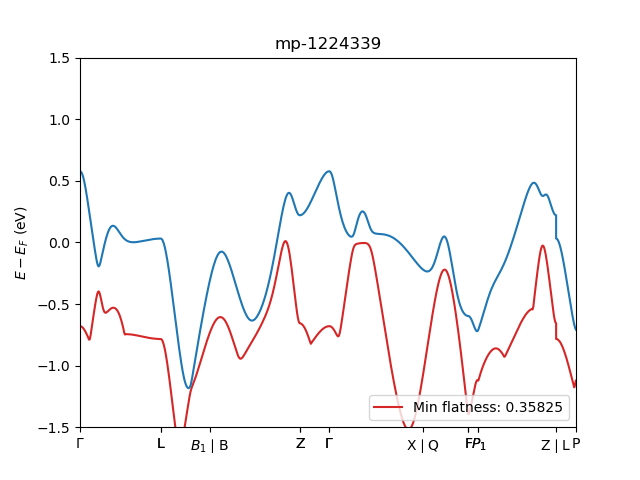 mp-1224339
E − E_F (eV)
1.5
1.0
0.5
0.0
−0.5
−1.0
−1.5
Min flatness: 0.35825
Γ L B₁ | B Z Γ X | Q F P₁ Z | L P